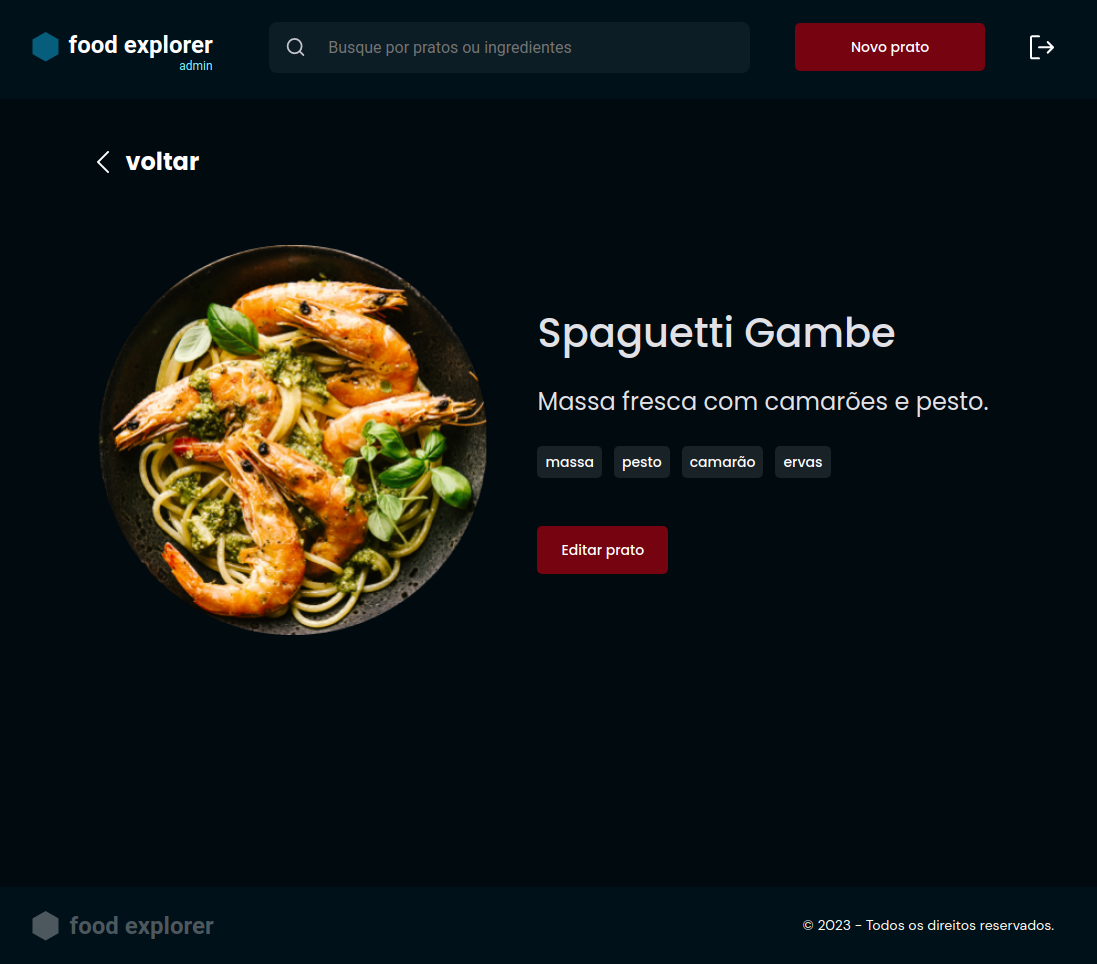 food explorer
admin
Busque por pratos ou ingredientes
Novo prato
voltar
Spaguetti Gambe
Massa fresca com camarões e pesto.
massa pesto camarão ervas
Editar prato
food explorer
© 2023 - Todos os direitos reservados.